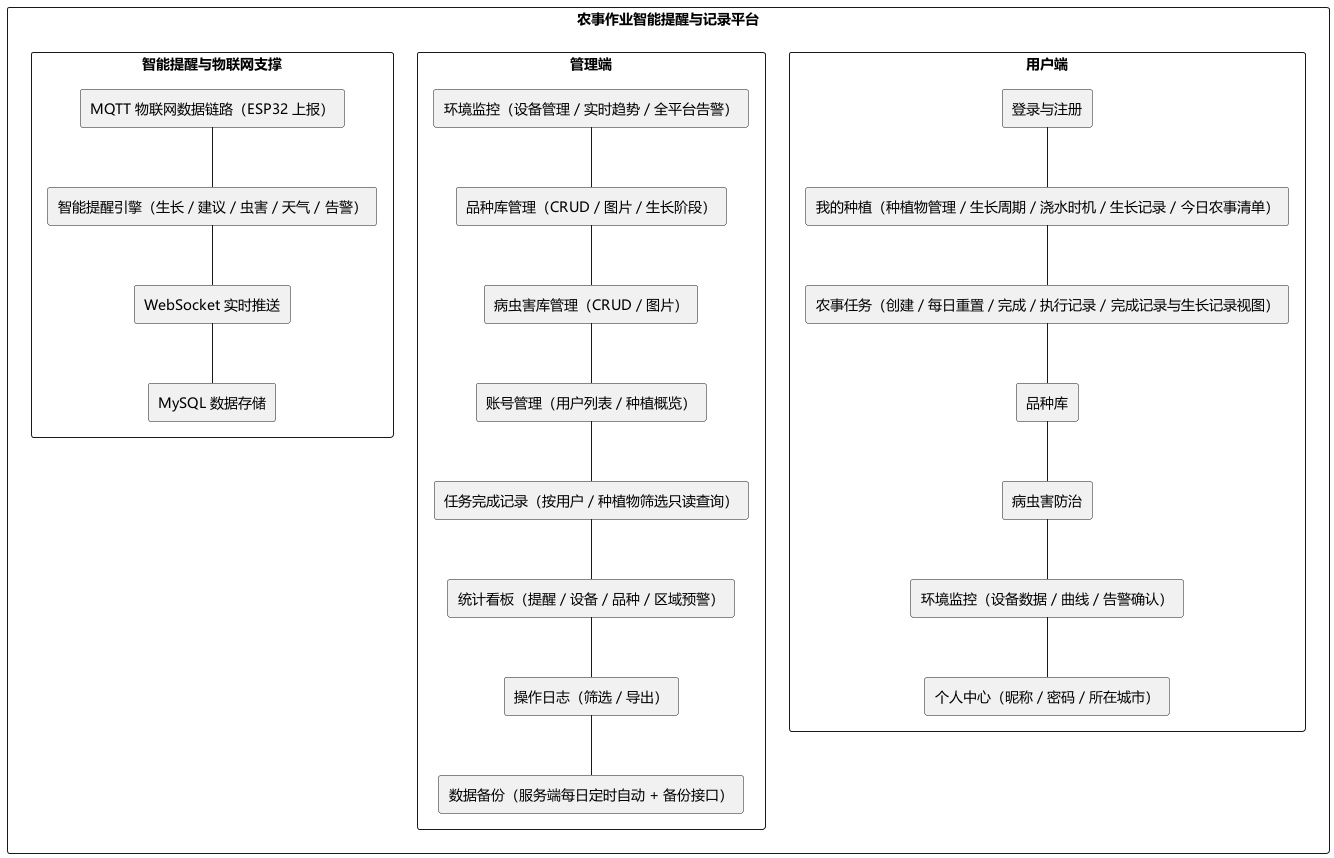 农事作业智能提醒与记录平台
智能提醒与物联网支撑
MQTT 物联网数据链路（ESP32 上报）
智能提醒引擎（生长 / 建议 / 虫害 / 天气 / 告警）
WebSocket 实时推送
MySQL 数据存储
管理端
环境监控（设备管理 / 实时趋势 / 全平台告警）
品种库管理（CRUD / 图片 / 生长阶段）
病虫害库管理（CRUD / 图片）
账号管理（用户列表 / 种植概览）
任务完成记录（按用户 / 种植物筛选只读查询）
统计看板（提醒 / 设备 / 品种 / 区域预警）
操作日志（筛选 / 导出）
数据备份（服务端每日定时自动 + 备份接口）
用户端
登录与注册
我的种植（种植物管理 / 生长周期 / 浇水时机 / 生长记录 / 今日农事清单）
农事任务（创建 / 每日重置 / 完成 / 执行记录 / 完成记录与生长记录视图）
品种库
病虫害防治
环境监控（设备数据 / 曲线 / 告警确认）
个人中心（昵称 / 密码 / 所在城市）